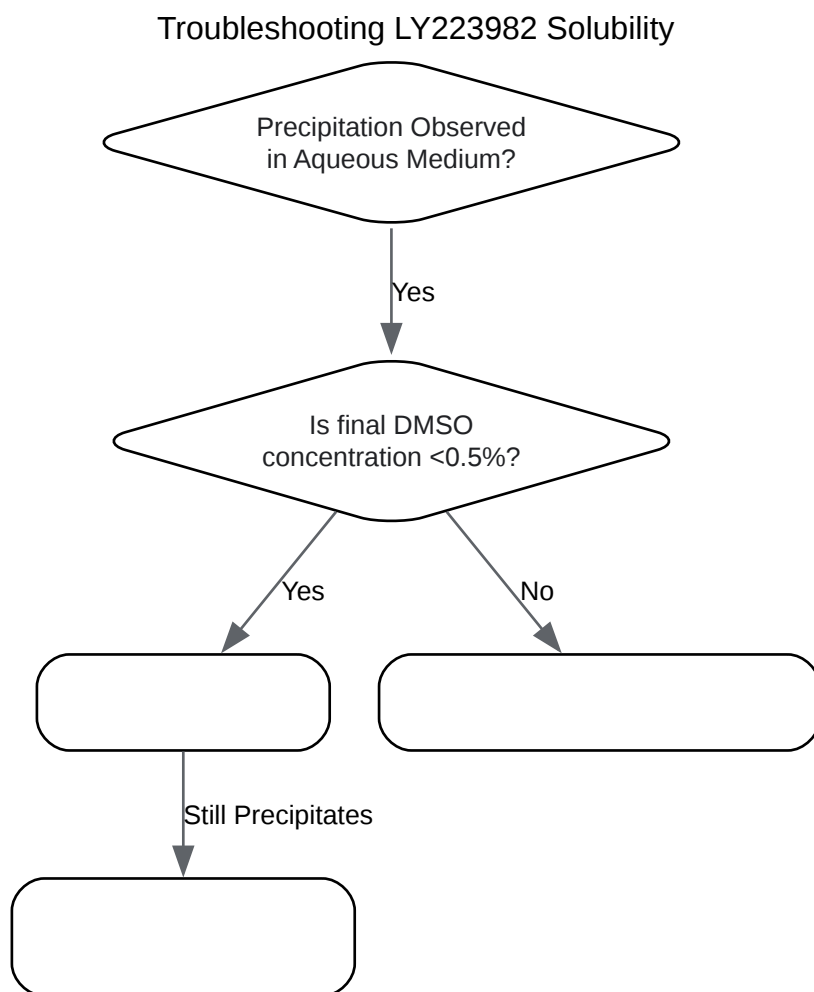 Troubleshooting LY223982 Solubility
Precipitation Observed
in Aqueous Medium?
Yes
Is final DMSO
concentration <0.5%?
Yes
No
Still Precipitates